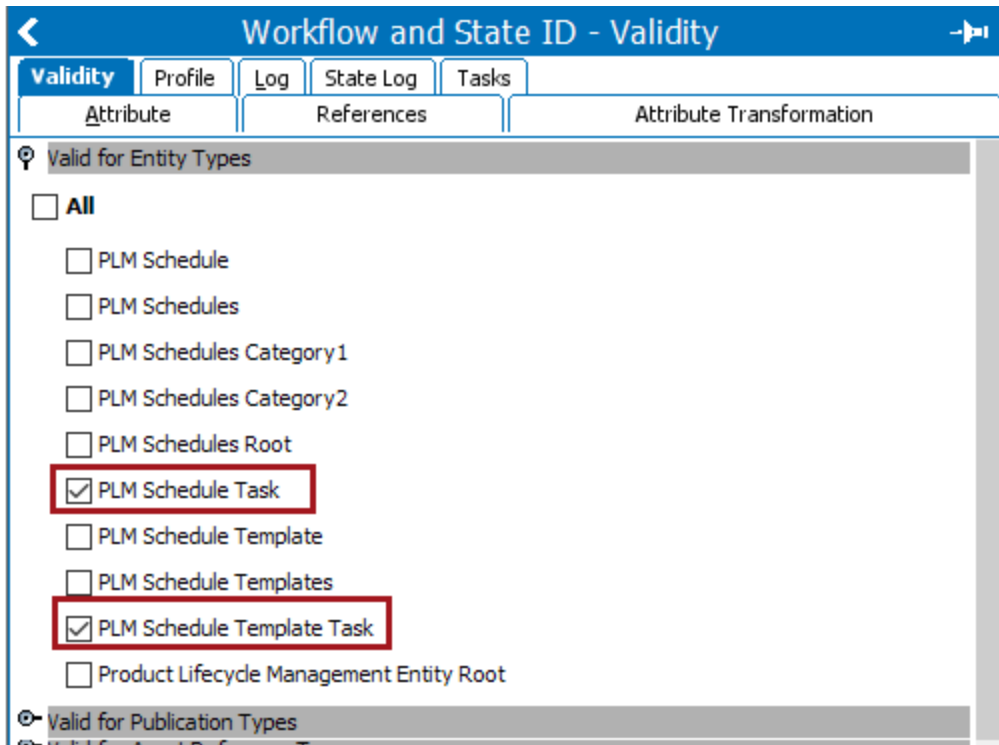 Workflow and State ID - Validity
Validity Profile Log State Log Tasks
Attribute References Attribute Transformation
Valid for Entity Types
All
PLM Schedule
PLM Schedules
PLM Schedules Category1
PLM Schedules Category2
PLM Schedules Root
PLM Schedule Task
PLM Schedule Template
PLM Schedule Templates
PLM Schedule Template Task
Product Lifecycle Management Entity Root
Valid for Publication Types